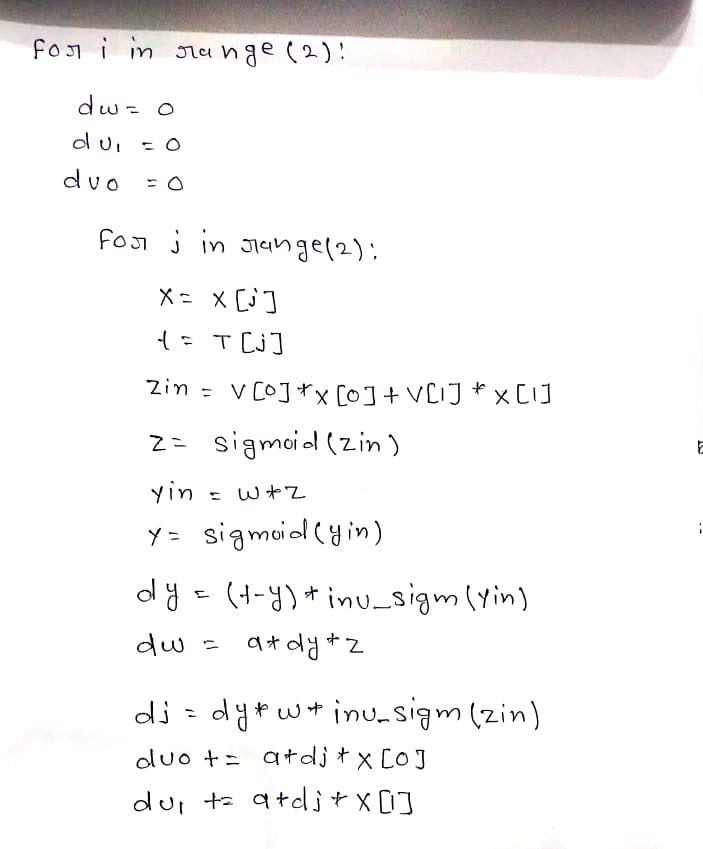 for i in range(2):
dw = 0
dv1 = 0
dv0 = 0
for j in range(2):
x = X[j]
t = T[j]
zin = V[0]*x[0]+V[1]*x[1]
z = sigmoid(zin)
yin = w*z
y = sigmoid(yin)
dy = (t-y)*inv_sigm(yin)
dw = a*dy*z
dj = dy*w*inv_sigm(zin)
dv0 += a*dj*x[0]
dv1 += a*dj*x[1]